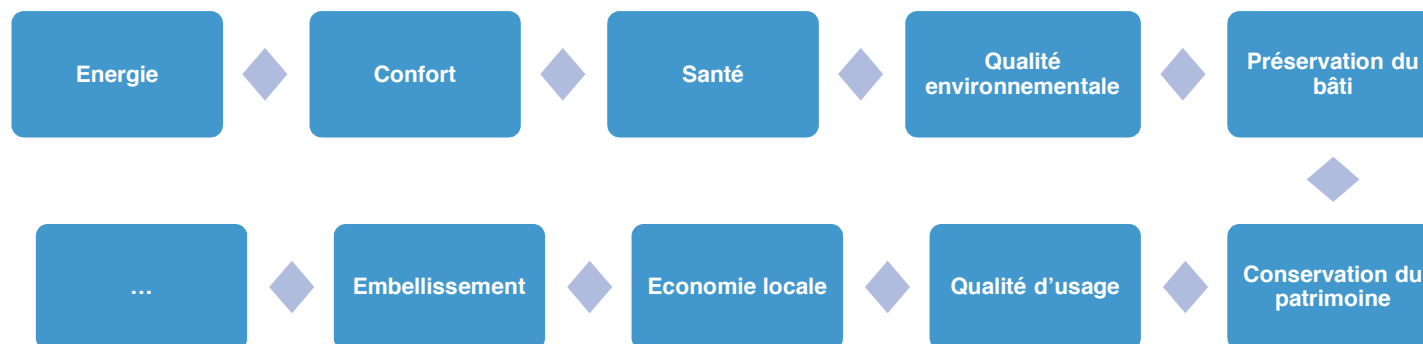 Energie
Confort
Santé
Qualité
environnementale
Préservation du
bâti
…
Embellissement
Economie locale
Qualité d’usage
Conservation du
patrimoine